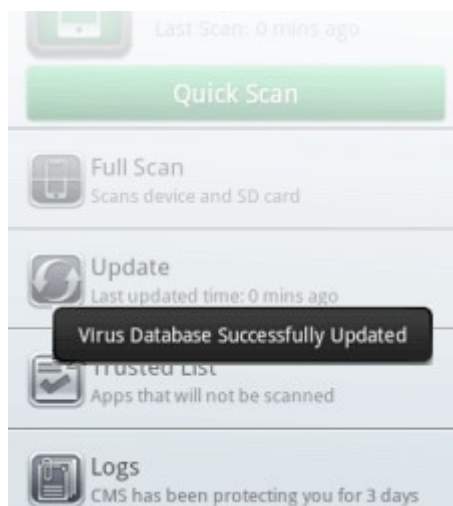 Last Scan: 0 mins ago
Quick Scan
Full Scan
Scans device and SD card
Update
Last updated time: 0 mins ago
Virus Database Successfully Updated
Trusted List
Apps that will not be scanned
Logs
CMS has been protecting you for 3 days